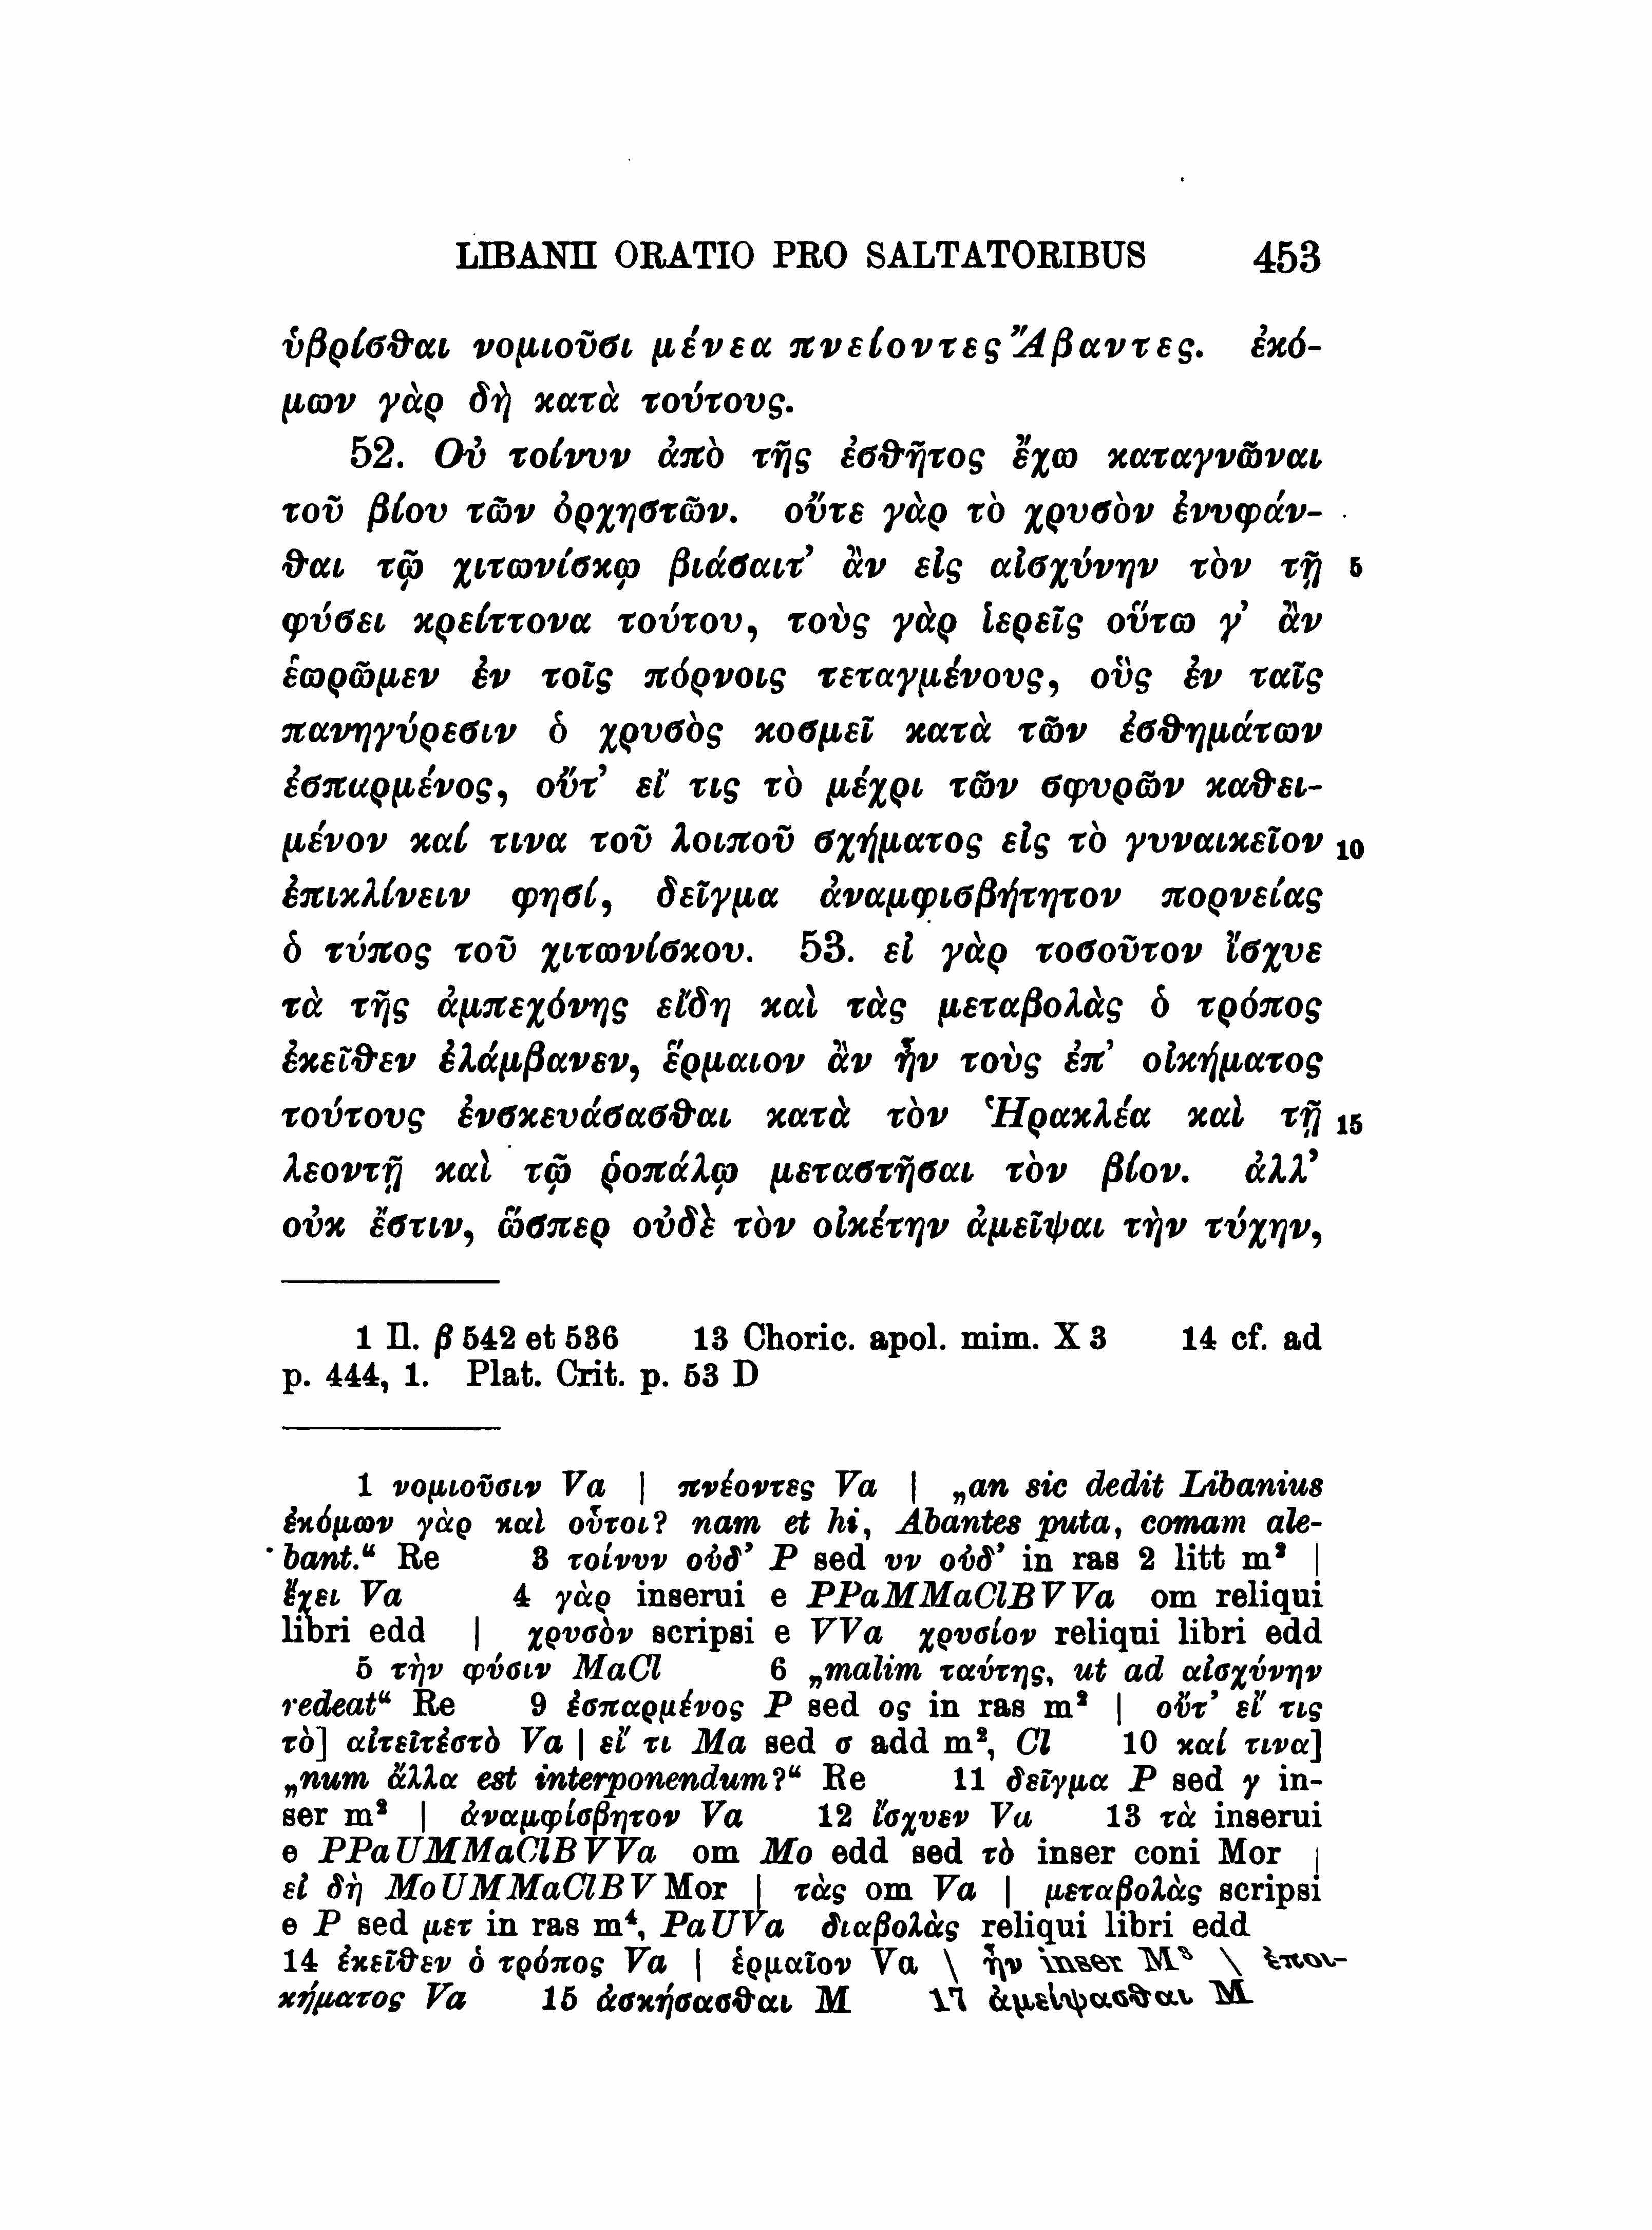 LIBANII ORATIO PRO SALTATORIBUS 453
ὑβρίσθαι νομιοῦσι μένεα πνείοντες Ἄβαντες. ἐκό-
μων γὰρ δὴ κατὰ τούτους.
52. Οὐ τοίνυν ἀπὸ τῆς ἐσθῆτος ἔχω καταγνῶναι
τοῦ βίου τῶν ὀρχηστῶν. οὔτε γὰρ τὸ χρυσὸν ἐνυφάν-
θαι τῷ χιτωνίσκῳ βιάσαιτ’ ἂν εἰς αἰσχύνην τὸν τῇ 5
φύσει κρείττονα τούτου, τοὺς γὰρ ἱερεῖς οὕτω γ’ ἂν
ἑωρῶμεν ἐν τοῖς πόρνοις τεταγμένους, οὓς ἐν ταῖς
πανηγύρεσιν ὁ χρυσὸς κοσμεῖ κατὰ τῶν ἐσθημάτων
ἐσπαρμένος, οὔτ’ εἴ τις τὸ μέχρι τῶν σφυρῶν καθει-
μένον καί τινα τοῦ λοιποῦ σχήματος εἰς τὸ γυναικεῖον 10
ἐπικλίνειν φησί, δεῖγμα ἀναμφισβήτητον πορνείας
ὁ τύπος τοῦ χιτωνίσκου. 53. εἰ γὰρ τοσοῦτον ἴσχυε
τὰ τῆς ἀμπεχόνης εἴδη καὶ τὰς μεταβολὰς ὁ τρόπος
ἐκεῖθεν ἐλάμβανεν, ἕρμαιον ἂν ἦν τοὺς ἐπ’ οἰκήματος
τούτους ἐνσκευάσασθαι κατὰ τὸν Ἡρακλέα καὶ τῇ 15
λεοντῇ καὶ τῷ ῥοπάλῳ μεταστῆσαι τὸν βίον. ἀλλ’
οὐκ ἔστιν, ὥσπερ οὐδὲ τὸν οἰκέτην ἀμεῖψαι τὴν τύχην,
1 Il. β 542 et 536 13 Choric. apol. mim. X 3 14 cf. ad
p. 444, 1. Plat. Crit. p. 53 D
1 νομιοῦσιν Va | πνέοντες Va | „an sic dedit Libanius
ἐκόμων γὰρ καὶ οὗτοι? nam et hi, Abantes puta, comam ale-
bant.“ Re 3 τοίνυν οὐδ’ P sed υν οὐδ’ in ras 2 litt m² |
ἔχει Va 4 γὰρ inserui e PPaMMaClBVVa om reliqui
libri edd | χρυσὸν scripsi e VVa χρυσίον reliqui libri edd
5 τὴν φύσιν MaCl 6 „malim ταύτης, ut ad αἰσχύνην
redeat“ Re 9 ἐσπαρμένος P sed ος in ras m² | οὔτ’ εἴ τις
τὸ] αἰτεῖτέστὸ Va | εἴ τι Ma sed σ add m², Cl 10 καί τινα]
„num ἄλλα est interponendum?“ Re 11 δεῖγμα P sed γ in-
ser m² | ἀναμφίσβητον Va 12 ἴσχυεν Va 13 τὰ inserui
e PPaUMMaClBVVa om Mo edd sed τὸ inser coni Mor |
εἰ δὴ MoUMMaClBV Mor | τὰς om Va | μεταβολὰς scripsi
e P sed μετ in ras m⁴, PaUVa διαβολὰς reliqui libri edd
14 ἐκεῖθεν ὁ τρόπος Va | ἑρμαῖον Va \ ἦν inser M³ \ ἐποι-
κήματος Va 15 ἀσκήσασθαι M 17 ἀμείψασθαι M